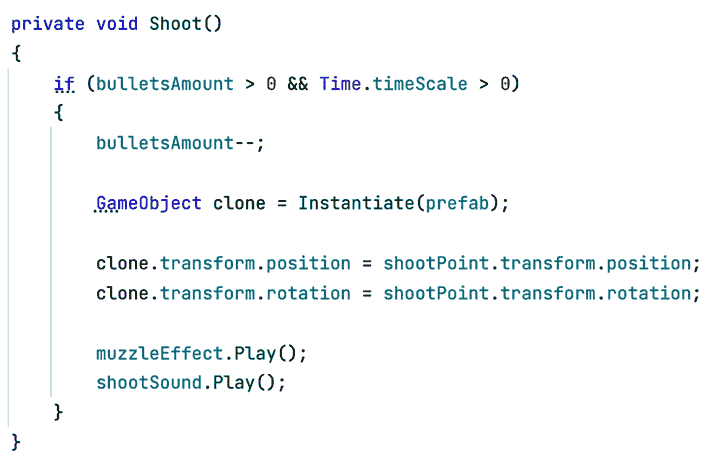 private void Shoot()
{
    if (bulletsAmount > 0 && Time.timeScale > 0)
    {
        bulletsAmount--;

        GameObject clone = Instantiate(prefab);

        clone.transform.position = shootPoint.transform.position;
        clone.transform.rotation = shootPoint.transform.rotation;

        muzzleEffect.Play();
        shootSound.Play();
    }
}